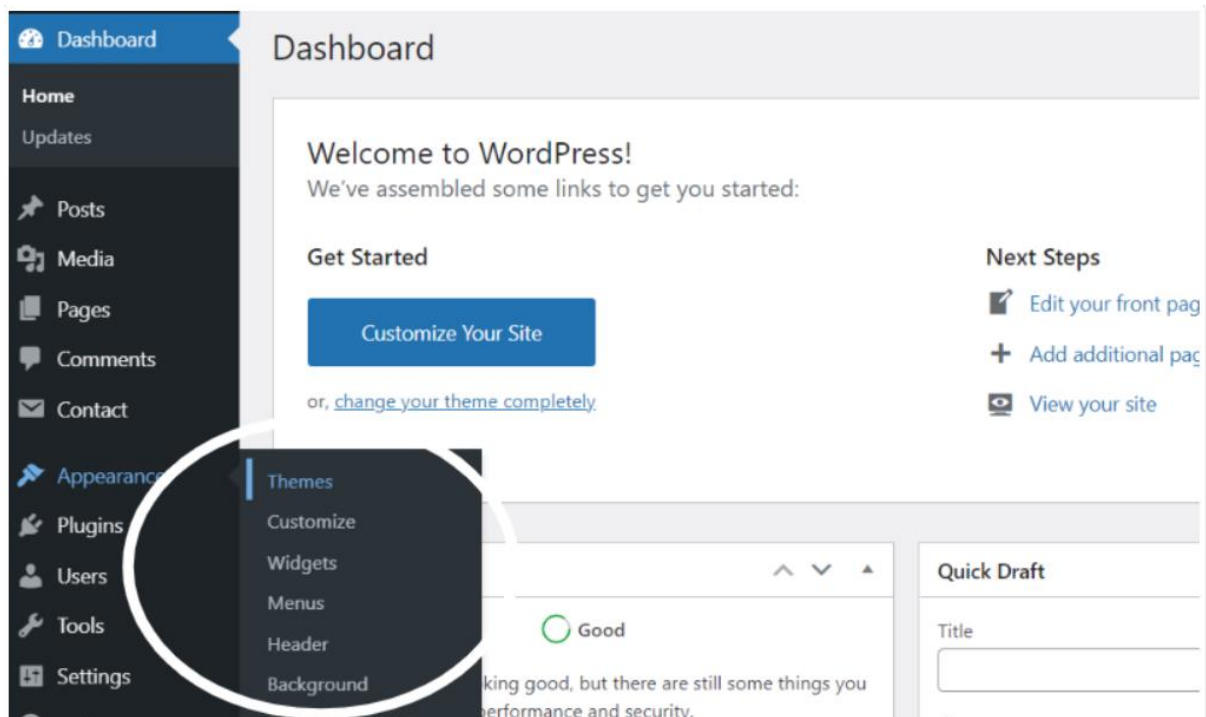 Dashboard
Home
Updates
Posts
Media
Pages
Comments
Contact
Appearance
Plugins
Users
Tools
Settings
Themes
Customize
Widgets
Menus
Header
Background
Dashboard
Welcome to WordPress!
We've assembled some links to get you started:
Get Started
Customize Your Site
or, change your theme completely
Next Steps
Edit your front pag
Add additional pag
View your site
Good
king good, but there are still some things you
erformance and security.
Quick Draft
Title